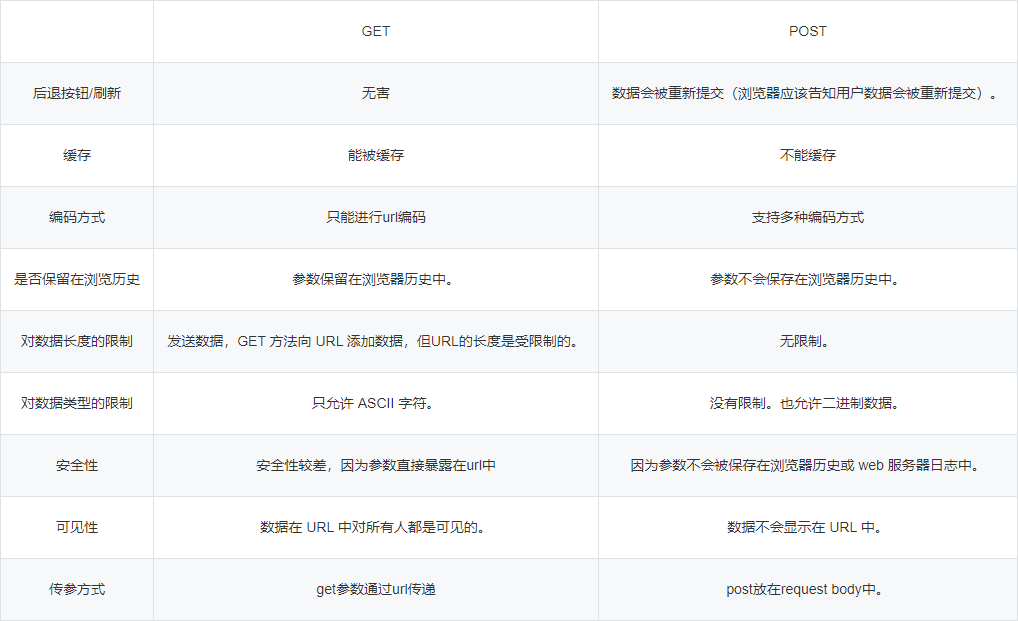 GET
POST
后退按钮/刷新
无害
数据会被重新提交（浏览器应该告知用户数据会被重新提交）。
缓存
能被缓存
不能缓存
编码方式
只能进行url编码
支持多种编码方式
是否保留在浏览历史
参数保留在浏览器历史中。
参数不会保存在浏览器历史中。
对数据长度的限制
发送数据，GET 方法向 URL 添加数据，但URL的长度是受限制的。
无限制。
对数据类型的限制
只允许 ASCII 字符。
没有限制。也允许二进制数据。
安全性
安全性较差，因为参数直接暴露在url中
因为参数不会被保存在浏览器历史或 web 服务器日志中。
可见性
数据在 URL 中对所有人都是可见的。
数据不会显示在 URL 中。
传参方式
get参数通过url传递
post放在request body中。